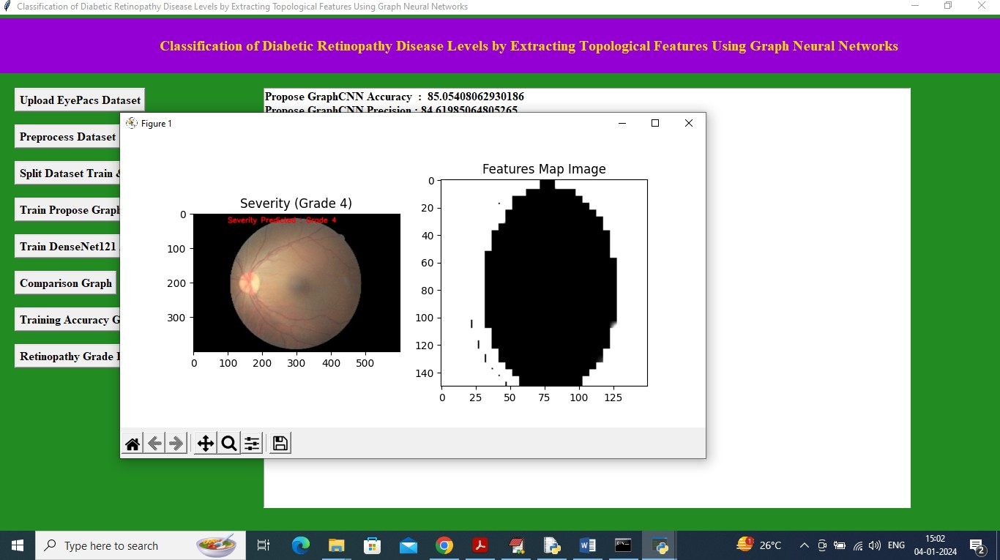 Classification of Diabetic Retinopathy Disease Levels by Extracting Topological Features Using Graph Neural Networks
Classification of Diabetic Retinopathy Disease Levels by Extracting Topological Features Using Graph Neural Networks
Upload EyePacs Dataset
Preprocess Dataset
Split Dataset Train &
Train Propose Graph
Train DenseNet121
Comparison Graph
Training Accuracy G
Retinopathy Grade
Propose GraphCNN Accuracy : 85.05408062930186
Propose GraphCNN Precision : 84.61985064805265
Figure 1
Severity (Grade 4)
Severity Predicted : Grade 4
0
100
200
300
0 100 200 300 400 500
Features Map Image
0
20
40
60
80
100
120
140
0 25 50 75 100 125
Type here to search
1
26°C
ENG
15:02
04-01-2024
2